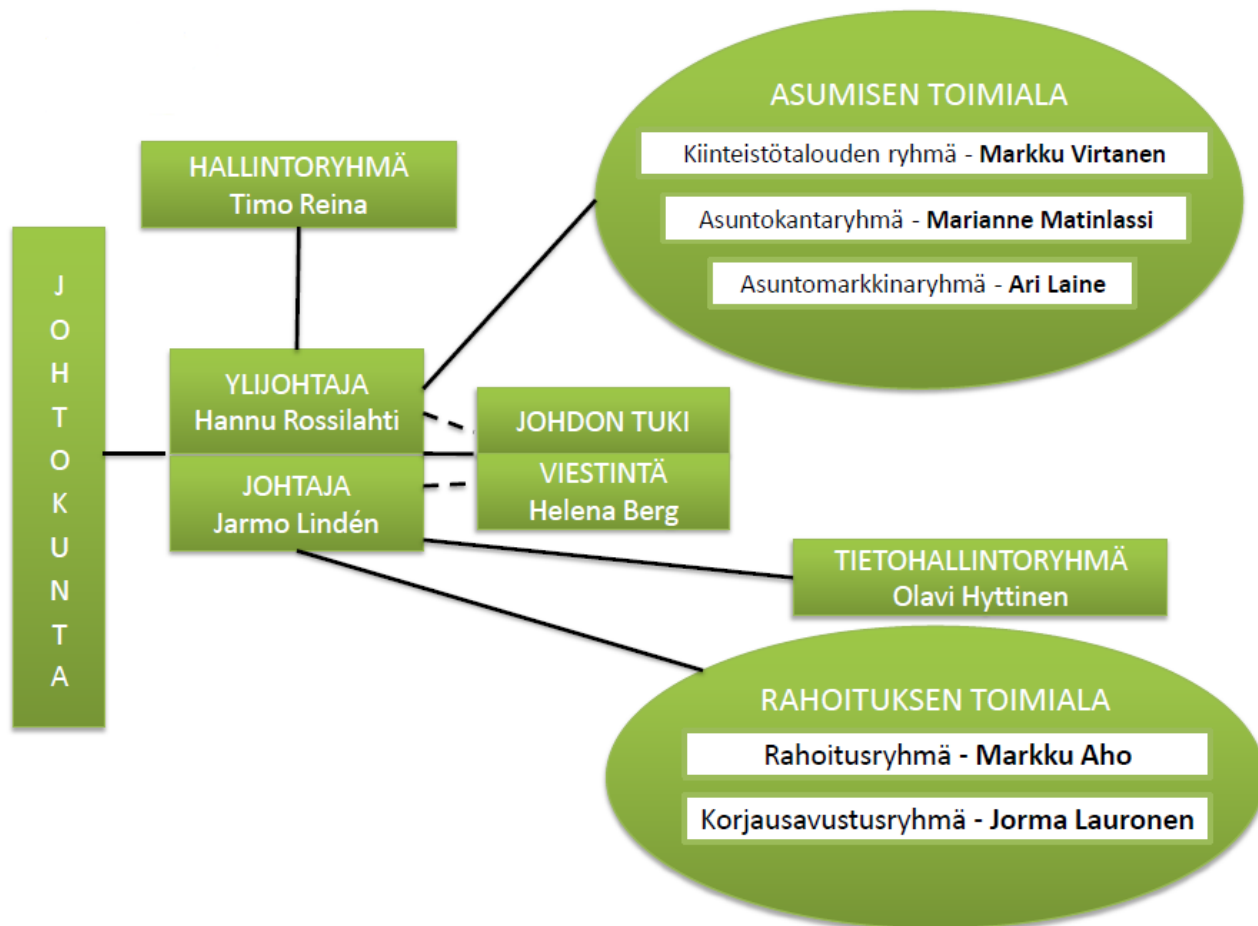 JOHTOKUNTA
HALLINTORYHMÄ
Timo Reina
YLIJOHTAJA
Hannu Rossilahti
JOHTAJA
Jarmo Lindén
JOHDON TUKI
VIESTINTÄ
Helena Berg
ASUMISEN TOIMIALA
Kiinteistötalouden ryhmä - Markku Virtanen
Asuntokantaryhmä - Marianne Matinlassi
Asuntomarkkinaryhmä - Ari Laine
TIETOHALLINTORYHMÄ
Olavi Hyttinen
RAHOITUKSEN TOIMIALA
Rahoitusryhmä - Markku Aho
Korjausavustusryhmä - Jorma Lauronen